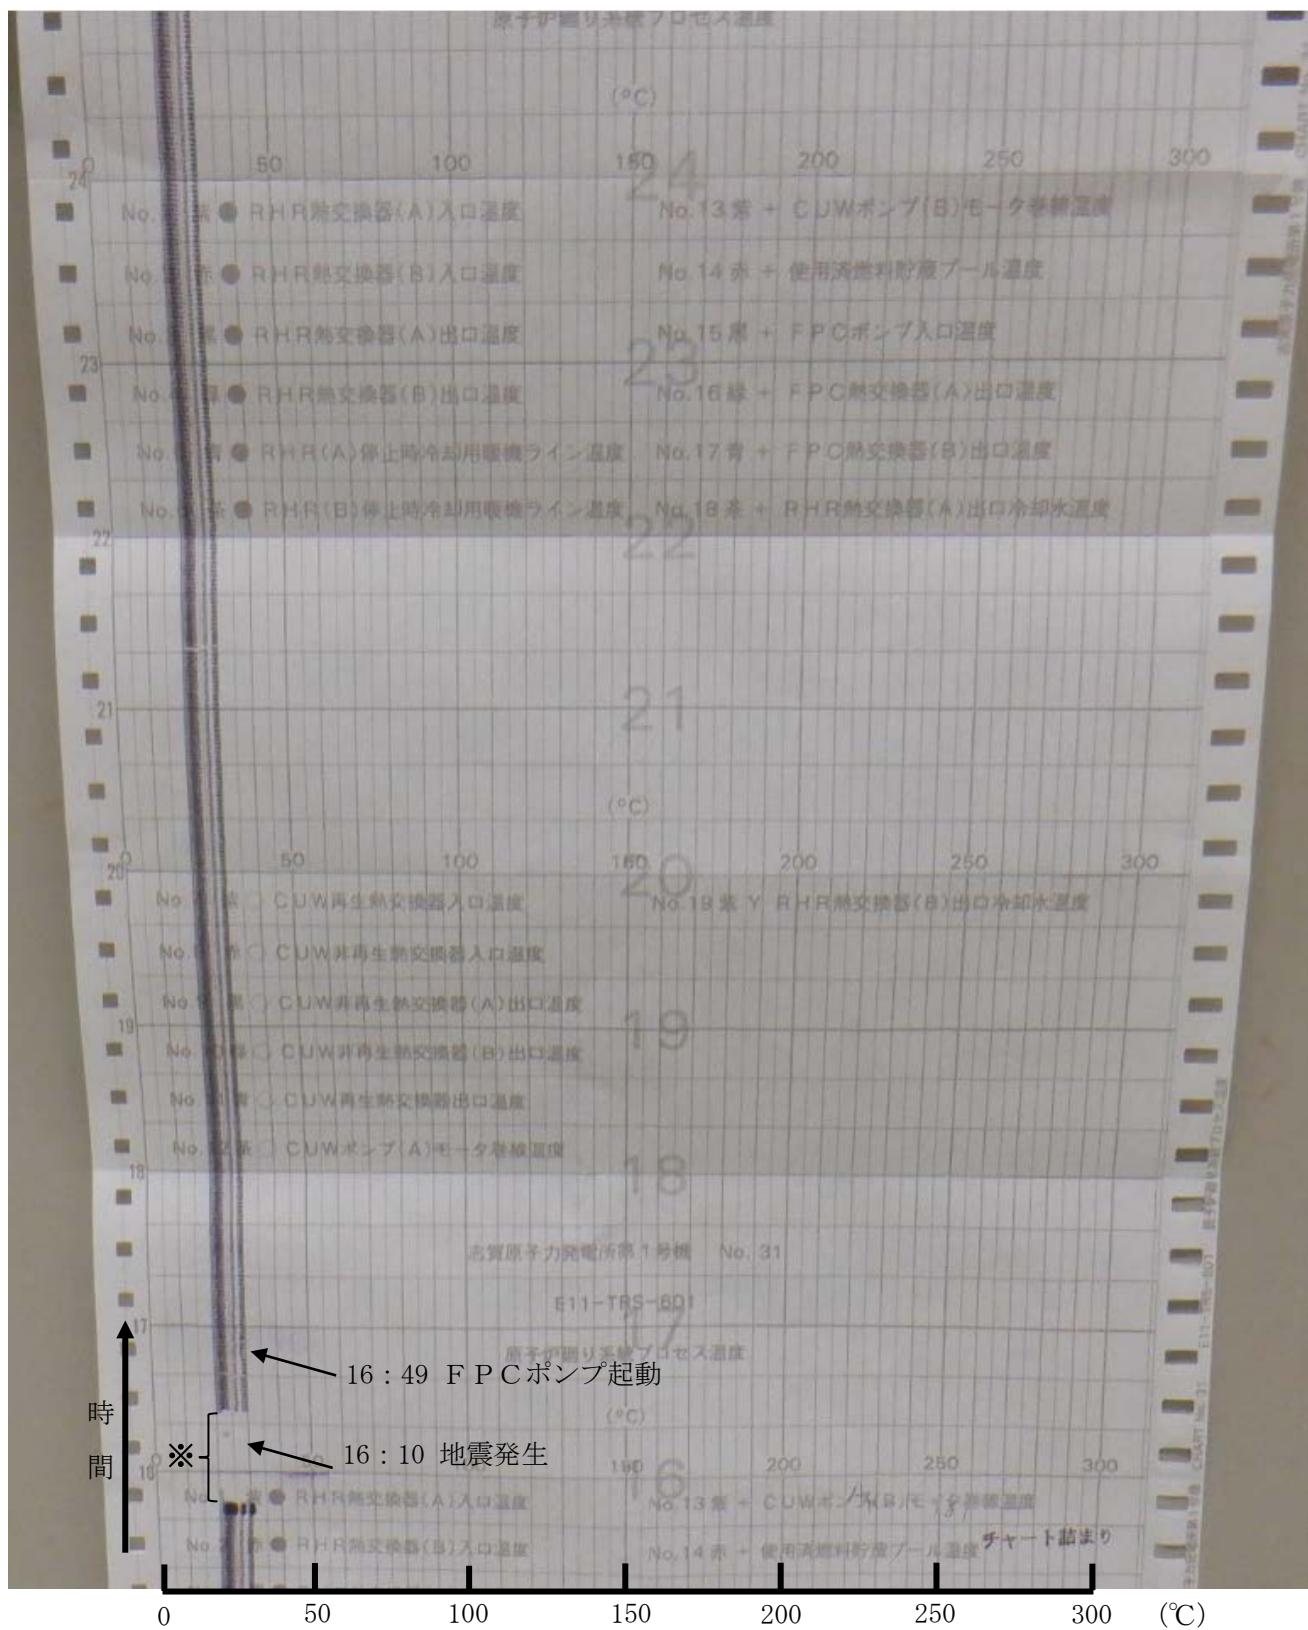 原子炉廻り系統プロセス温度
(°C)
0 50 100 150 200 250 300
24
24
No. 紫 ● RHR熱交換器(A)入口温度 No.13 紫 + CUWポンプ(B)モータ巻線温度
No. 赤 ● RHR熱交換器(B)入口温度 No.14 赤 + 使用済燃料貯蔵プール温度
No. 黒 ● RHR熱交換器(A)出口温度 No.15 黒 + FPCポンプ入口温度
23
23
No. 緑 ● RHR熱交換器(B)出口温度 No.16 緑 + FPC熱交換器(A)出口温度
No. 青 ● RHR(A)停止時冷却用暖機ライン温度 No.17 青 + FPC熱交換器(B)出口温度
No. 茶 ● RHR(B)停止時冷却用暖機ライン温度 No.18 茶 + RHR熱交換器(A)出口冷却水温度
22
22
21
21
(°C)
0 50 100 150 200 250 300
20
20
No. 紫 ○ CUW再生熱交換器入口温度 No.19 紫 Y RHR熱交換器(B)出口冷却水温度
No. 赤 ○ CUW非再生熱交換器入口温度
No.9 黒 ○ CUW非再生熱交換器(A)出口温度
19
19
No. 緑 ○ CUW非再生熱交換器(B)出口温度
No. 青 ○ CUW再生熱交換器出口温度
No. 茶 ○ CUWポンプ(A)モータ巻線温度
18
18
志賀原子力発電所第1号機 No. 31
E11-TRS-601
17
17
原子炉廻り系統プロセス温度
16：49 ＦＰＣポンプ起動
時間
(°C)
※
16：10 地震発生
150 200 250 300
16
16
No. 紫 ● RHR熱交換器(A)入口温度 No.13 紫 + CUWポンプ(B)モータ巻線温度
チャート詰まり
No.2 赤 ● RHR熱交換器(B)入口温度 No.14 赤 + 使用済燃料貯蔵プール温度
0 50 100 150 200 250 300 (℃)